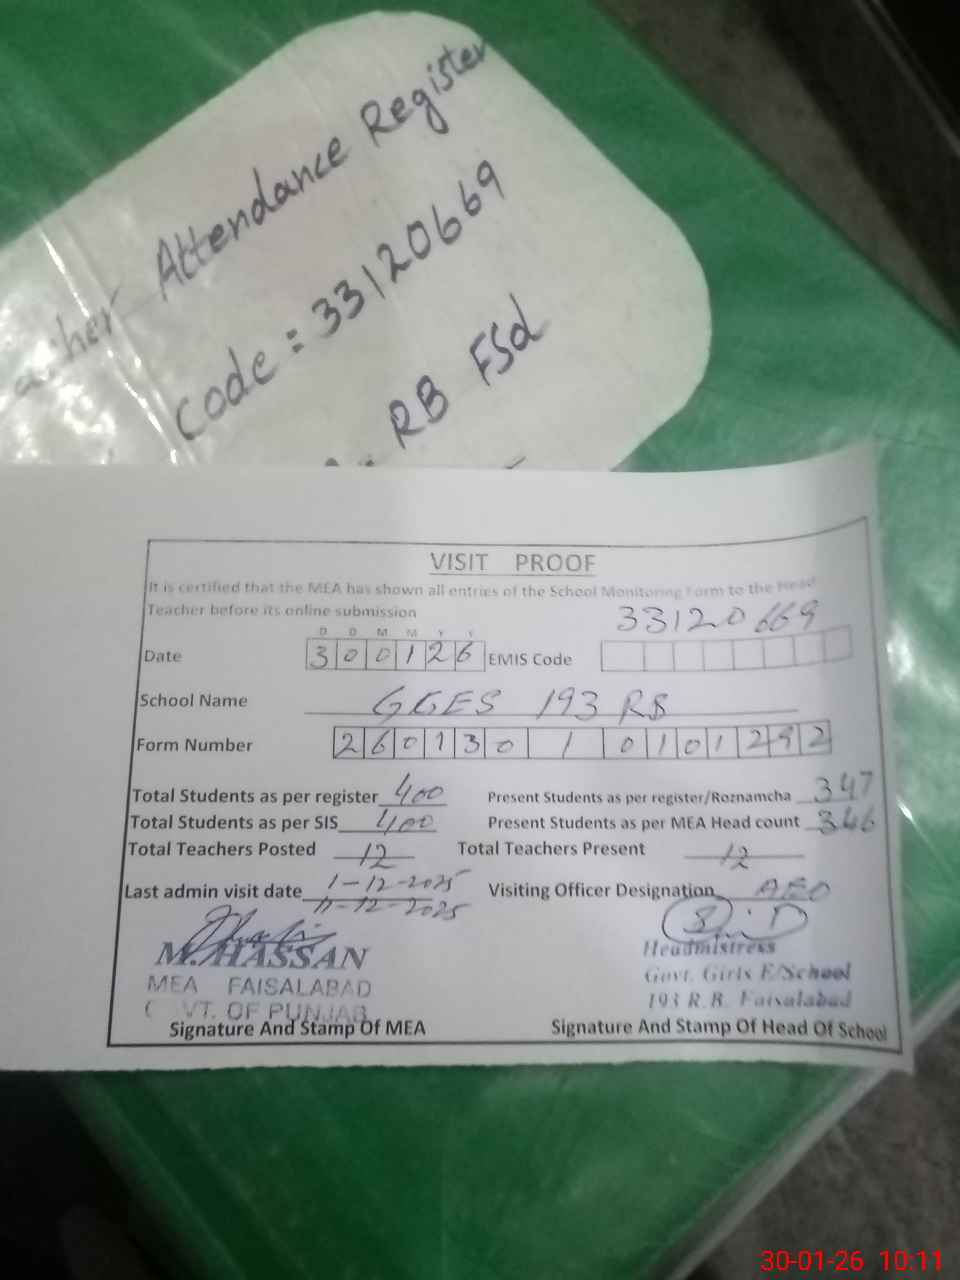 acher Attendance Register
Code = 33120669
RB FSd
VISIT PROOF
It is certified that the MEA has shown all entries of the School Monitoring Form to the Head
Teacher before its online submission
33120669
D D M M Y Y
Date 300126 EMIS Code
School Name GGES 193 RB
Form Number 260130 1 0101292
Total Students as per register 400 Present Students as per register/Roznamcha 347
Total Students as per SIS 400 Present Students as per MEA Head count 346
Total Teachers Posted 12 Total Teachers Present 12
Last admin visit date 1-12-2025 Visiting Officer Designation AEO
11-12-2025
M. HASSAN
MEA FAISALABAD
VT. OF PUNJAB
Headmistress
Govt. Girls E/School
193 R.B. Faisalabad
Signature And Stamp Of MEA Signature And Stamp Of Head Of School
30-01-26 10:11